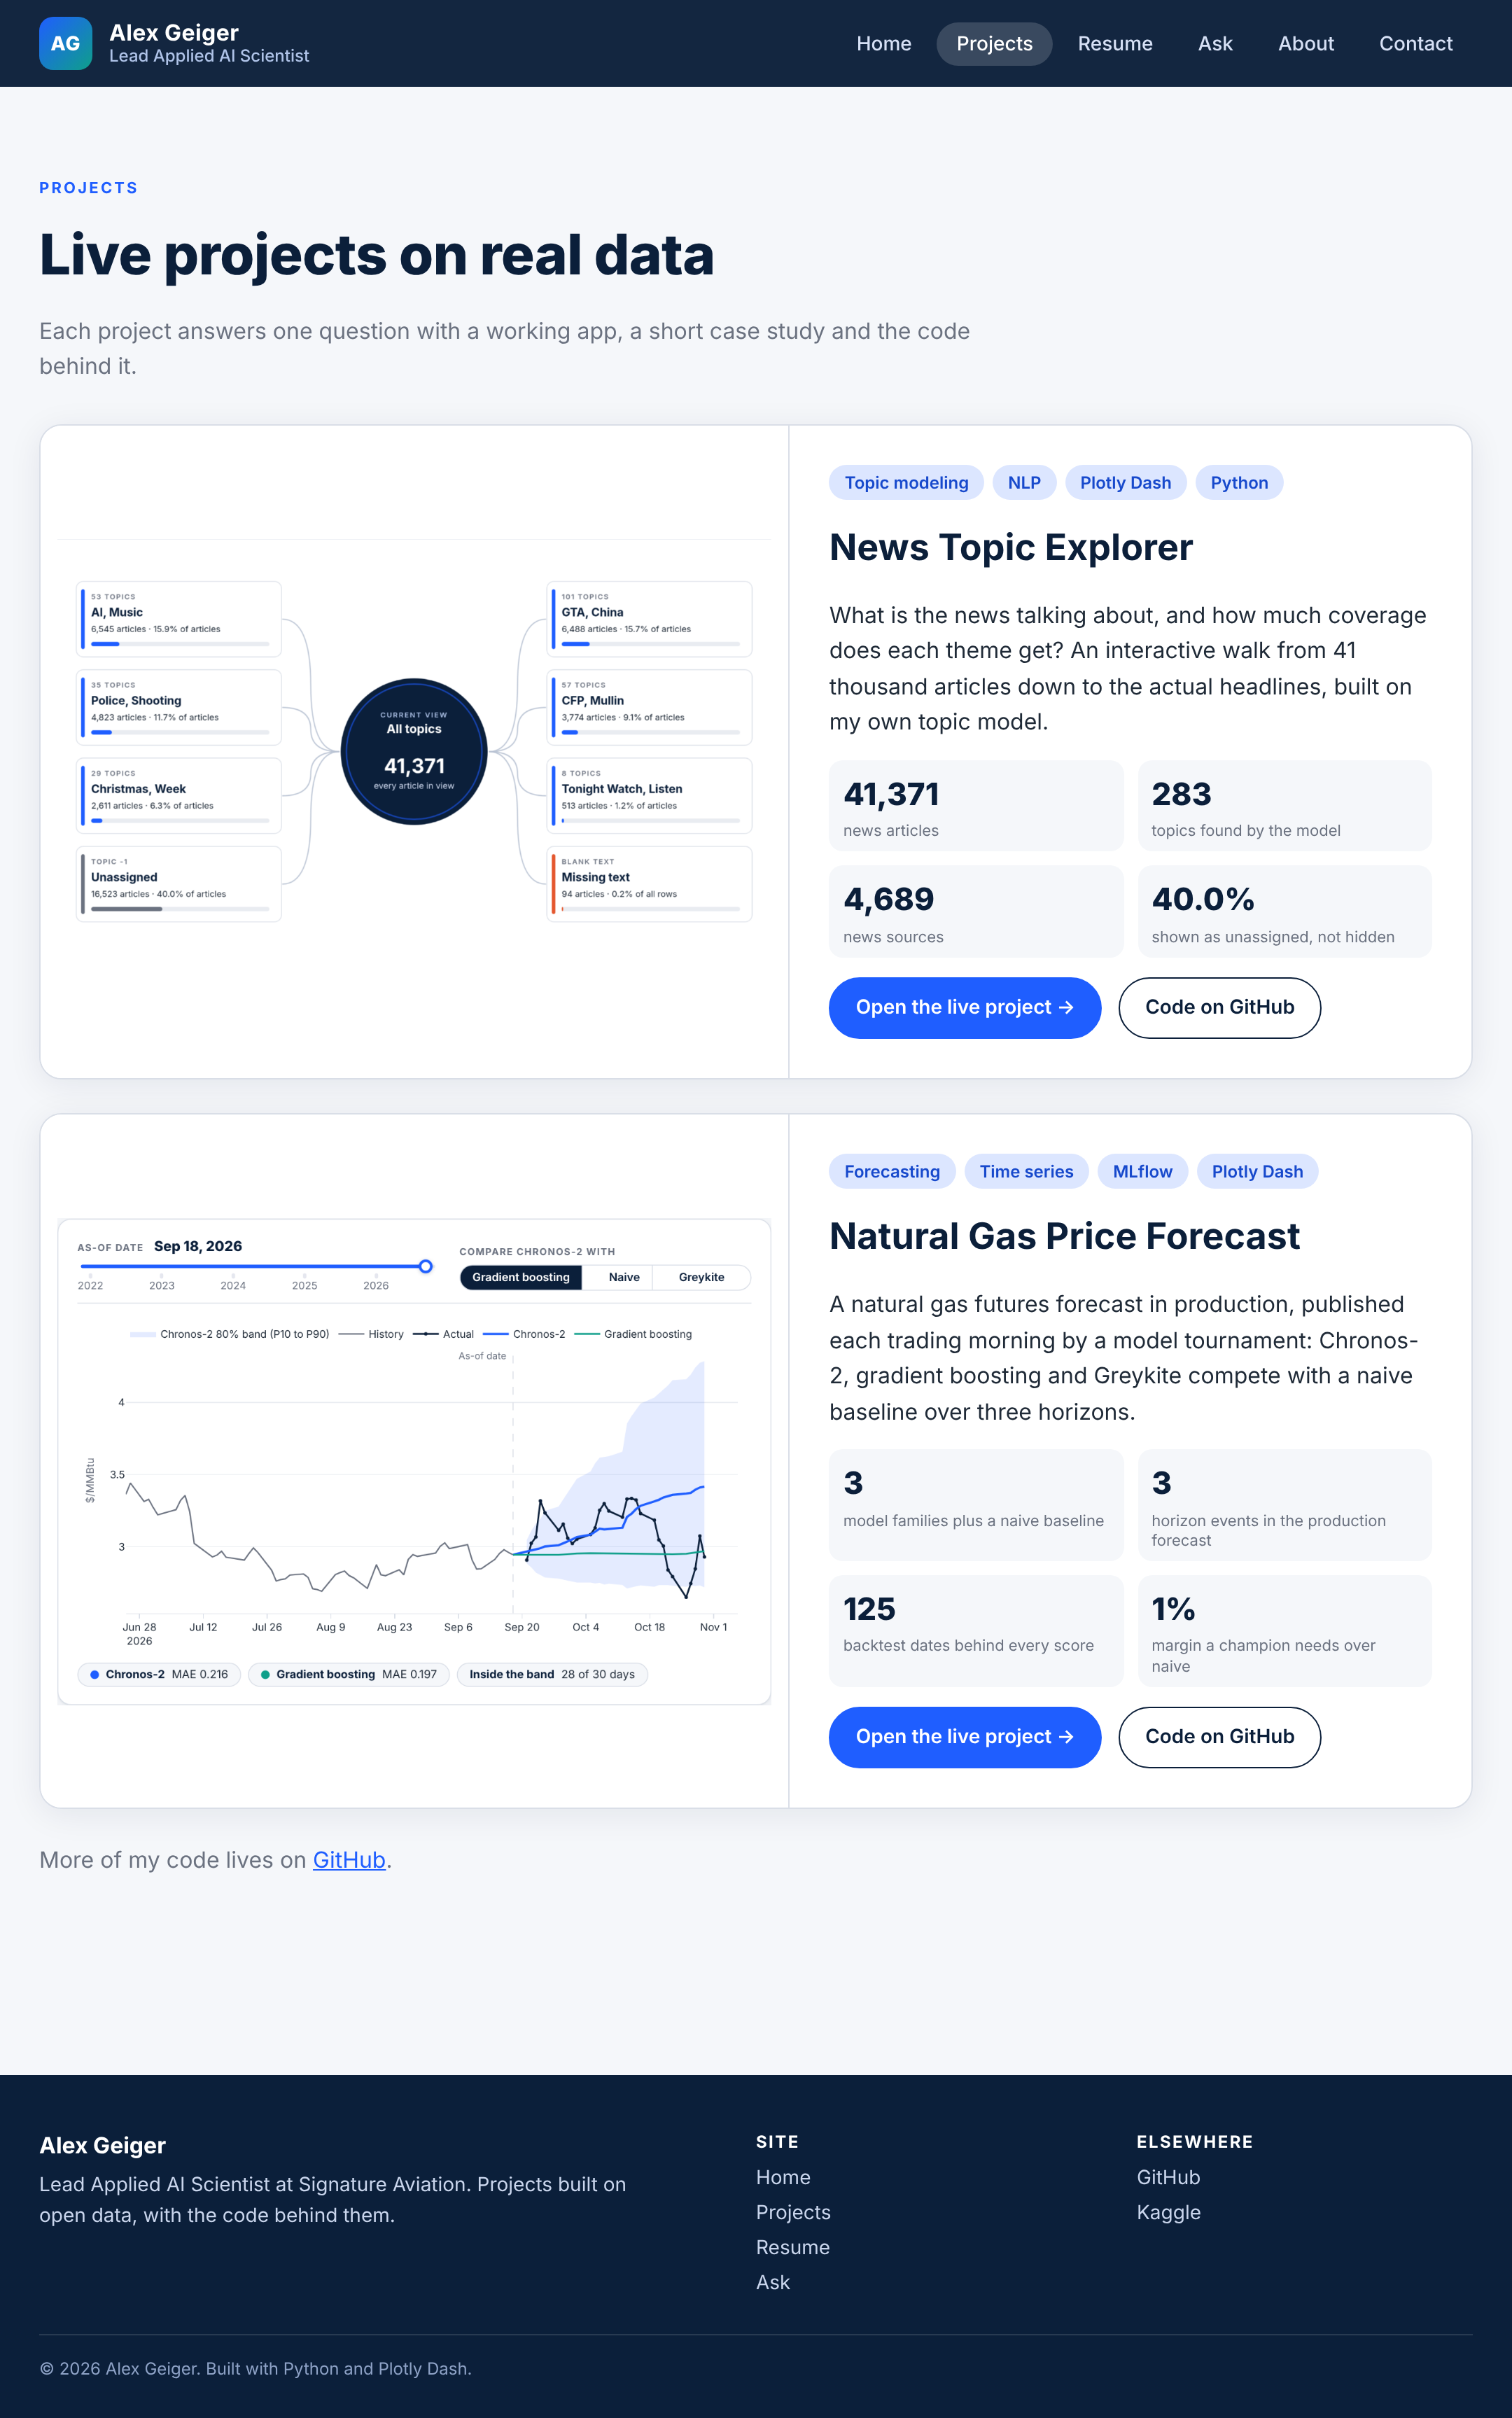 AG
Alex Geiger
Lead Applied AI Scientist
Home
Projects
Resume
Ask
About
Contact
PROJECTS
Live projects on real data
Each project answers one question with a working app, a short case study and the code
behind it.
53 TOPICS
AI, Music
6,545 articles · 15.9% of articles
35 TOPICS
Police, Shooting
4,823 articles · 11.7% of articles
29 TOPICS
Christmas, Week
2,611 articles · 6.3% of articles
TOPIC -1
Unassigned
16,523 articles · 40.0% of articles
CURRENT VIEW
All topics
41,371
every article in view
101 TOPICS
GTA, China
6,488 articles · 15.7% of articles
57 TOPICS
CFP, Mullin
3,774 articles · 9.1% of articles
8 TOPICS
Tonight Watch, Listen
513 articles · 1.2% of articles
BLANK TEXT
Missing text
94 articles · 0.2% of all rows
Topic modeling
NLP
Plotly Dash
Python
News Topic Explorer
What is the news talking about, and how much coverage
does each theme get? An interactive walk from 41
thousand articles down to the actual headlines, built on
my own topic model.
41,371
news articles
283
topics found by the model
4,689
news sources
40.0%
shown as unassigned, not hidden
Open the live project →
Code on GitHub
AS-OF DATE Sep 18, 2026
2022 2023 2024 2025 2026
COMPARE CHRONOS-2 WITH
Gradient boosting Naive Greykite
Chronos-2 80% band (P10 to P90) History Actual Chronos-2 Gradient boosting
As-of date
4
3.5
3
$/MMBtu
Jun 28 Jul 12 Jul 26 Aug 9 Aug 23 Sep 6 Sep 20 Oct 4 Oct 18 Nov 1
2026
Chronos-2 MAE 0.216
Gradient boosting MAE 0.197
Inside the band 28 of 30 days
Forecasting
Time series
MLflow
Plotly Dash
Natural Gas Price Forecast
A natural gas futures forecast in production, published
each trading morning by a model tournament: Chronos-
2, gradient boosting and Greykite compete with a naive
baseline over three horizons.
3
model families plus a naive baseline
3
horizon events in the production
forecast
125
backtest dates behind every score
1%
margin a champion needs over
naive
Open the live project →
Code on GitHub
More of my code lives on GitHub.
Alex Geiger
Lead Applied AI Scientist at Signature Aviation. Projects built on
open data, with the code behind them.
SITE
Home
Projects
Resume
Ask
ELSEWHERE
GitHub
Kaggle
© 2026 Alex Geiger. Built with Python and Plotly Dash.